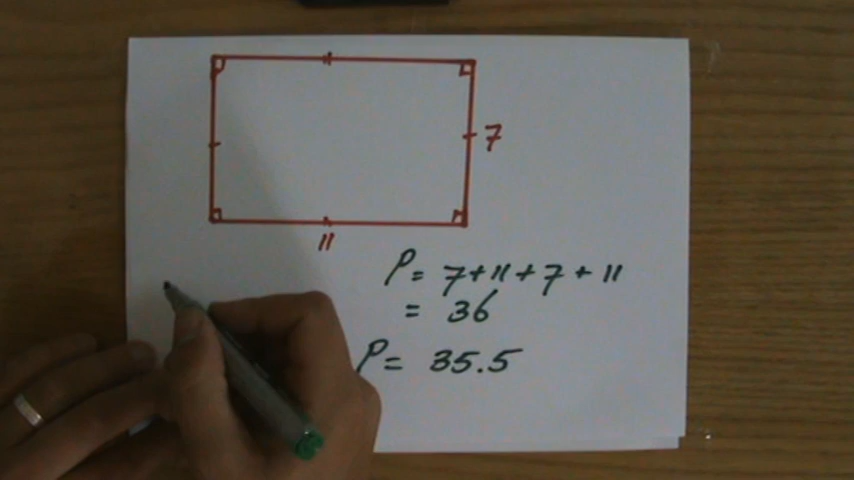 7
11
P = 7 + 11 + 7 + 11
= 36
P = 35.5